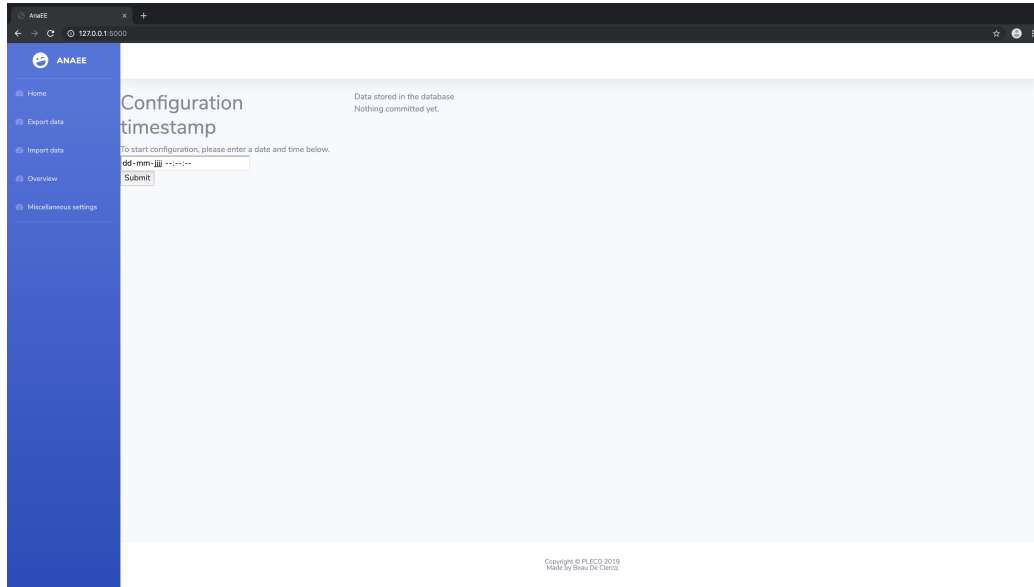 AnaEE
127.0.0.1:5000
ANAEE
Home
Export data
Import data
Overview
Miscellaneous settings
Configuration
timestamp
To start configuration, please enter a date and time below.
dd-mm-jjjj --:--:--
Submit
Data stored in the database
Nothing committed yet.
Copyright © PLECO 2019
Made by Beau De Clercq